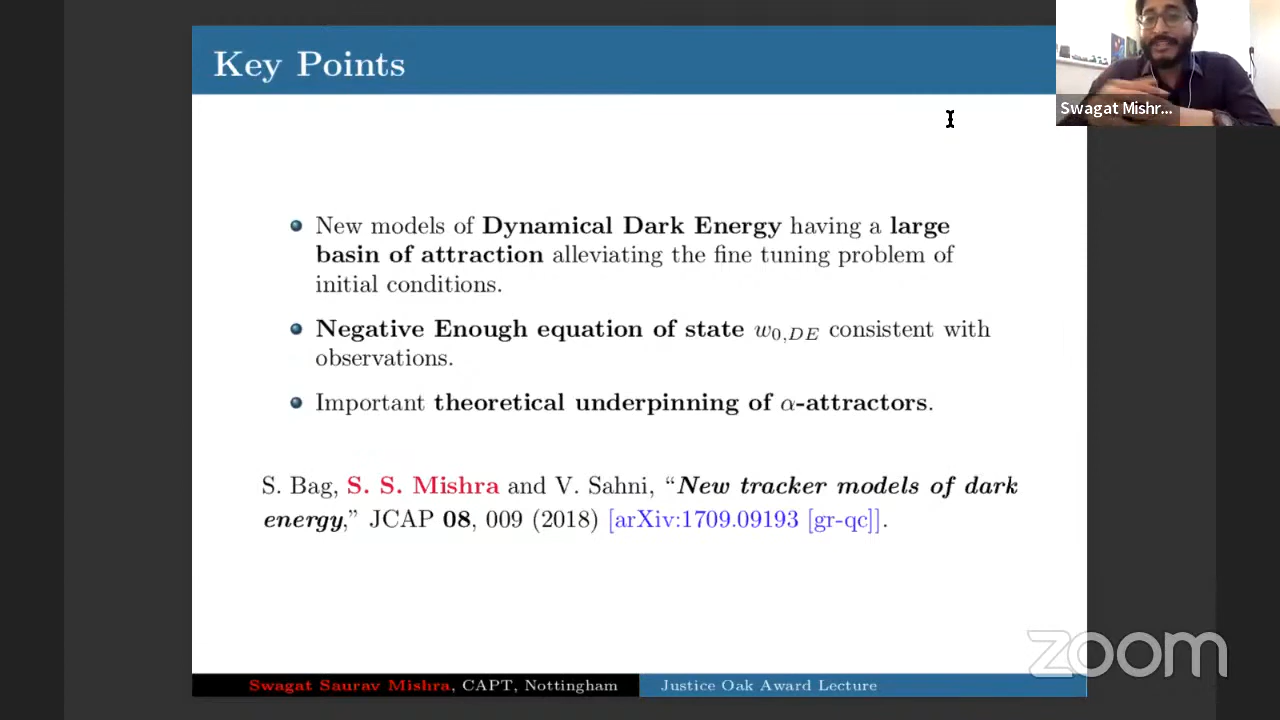 Key Points
Swagat Mishr...
New models of Dynamical Dark Energy having a large
basin of attraction alleviating the fine tuning problem of
initial conditions.
Negative Enough equation of state w0,DE consistent with
observations.
Important theoretical underpinning of α-attractors.
S. Bag, S. S. Mishra and V. Sahni, “New tracker models of dark
energy,” JCAP 08, 009 (2018) [arXiv:1709.09193 [gr-qc]].
zoom
Swagat Saurav Mishra, CAPT, Nottingham
Justice Oak Award Lecture